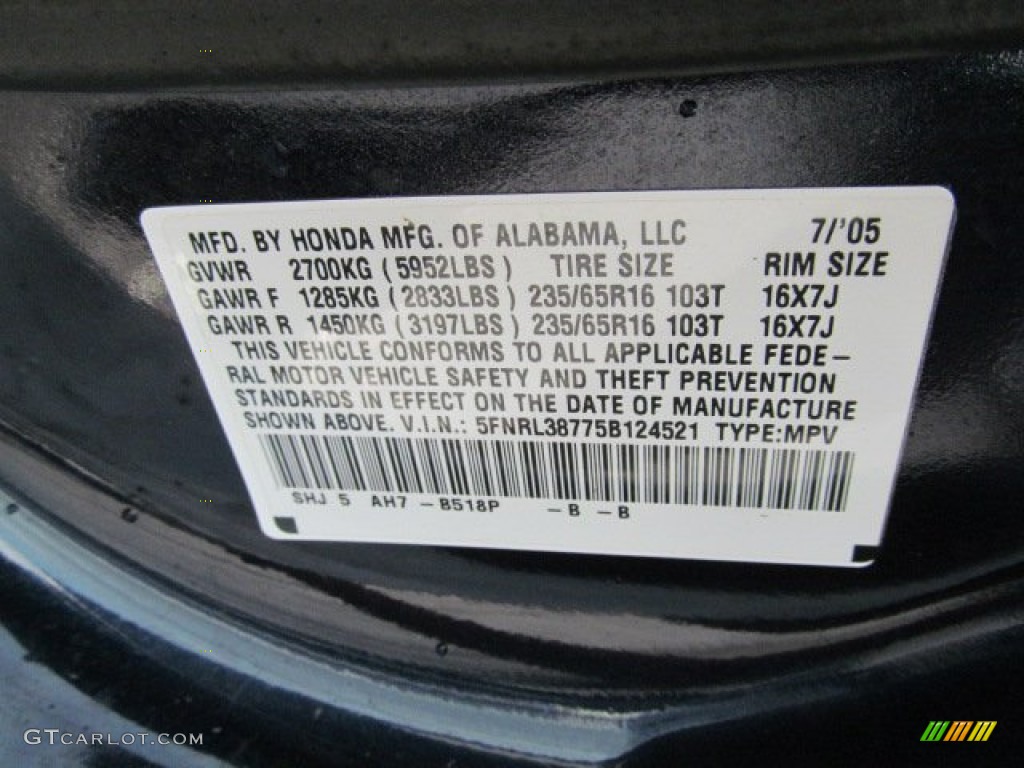 MFD. BY HONDA MFG. OF ALABAMA, LLC 7/'05
GVWR 2700KG (5952LBS) TIRE SIZE RIM SIZE
GAWR F 1285KG (2833LBS) 235/65R16 103T 16X7J
GAWR R 1450KG (3197LBS) 235/65R16 103T 16X7J
THIS VEHICLE CONFORMS TO ALL APPLICABLE FEDE-
RAL MOTOR VEHICLE SAFETY AND THEFT PREVENTION
STANDARDS IN EFFECT ON THE DATE OF MANUFACTURE
SHOWN ABOVE. V.I.N.: 5FNRL38775B124521 TYPE:MPV
SHJ 5 AH7 -B518P -B -B
GTCARLOT.COM